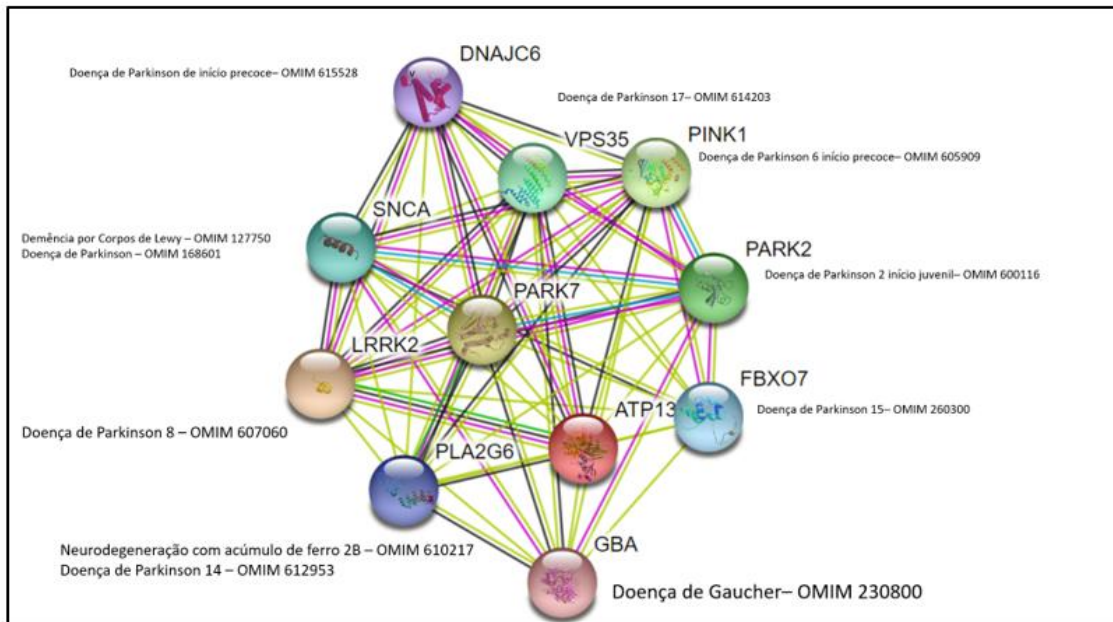 DNAJC6
Doença de Parkinson de início precoce– OMIM 615528
Doença de Parkinson 17– OMIM 614203
VPS35
PINK1
Doença de Parkinson 6 início precoce– OMIM 605909
SNCA
Demência por Corpos de Lewy – OMIM 127750
Doença de Parkinson – OMIM 168601
PARK2
Doença de Parkinson 2 início juvenil– OMIM 600116
PARK7
LRRK2
FBXO7
Doença de Parkinson 15– OMIM 260300
ATP13
Doença de Parkinson 8 – OMIM 607060
PLA2G6
Neurodegeneração com acúmulo de ferro 2B – OMIM 610217
Doença de Parkinson 14 – OMIM 612953
GBA
Doença de Gaucher– OMIM 230800